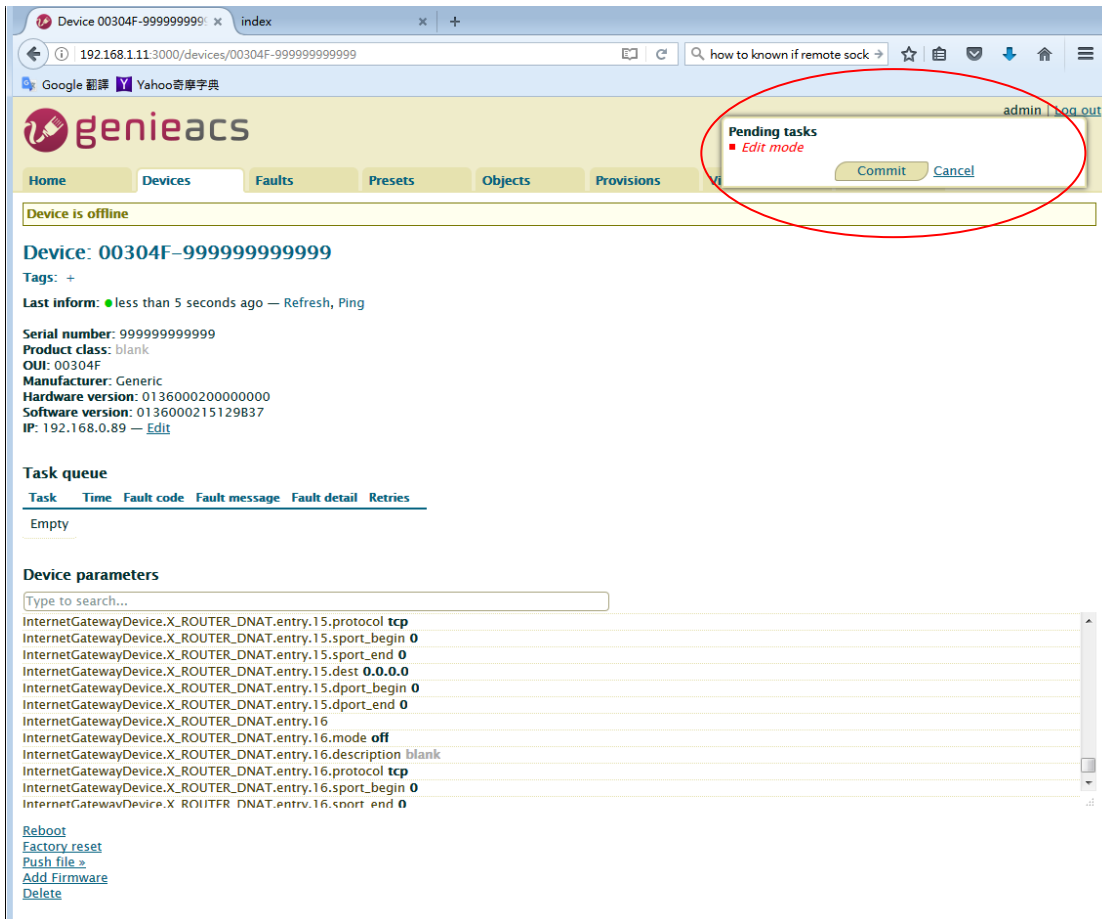 Device 00304F-9999999999 × index × +
192.168.1.11:3000/devices/00304F-999999999999 how to known if remote sock
Google 翻譯 Yahoo奇摩字典
genieacs
admin | Log out
Pending tasks
Edit mode
Commit Cancel
Home Devices Faults Presets Objects Provisions
Device is offline
Device: 00304F-999999999999
Tags: +
Last inform: less than 5 seconds ago — Refresh, Ping
Serial number: 999999999999
Product class: blank
OUI: 00304F
Manufacturer: Generic
Hardware version: 0136000200000000
Software version: 0136000215129B37
IP: 192.168.0.89 — Edit
Task queue
Task Time Fault code Fault message Fault detail Retries
Empty
Device parameters
Type to search...
InternetGatewayDevice.X_ROUTER_DNAT.entry.15.protocol tcp
InternetGatewayDevice.X_ROUTER_DNAT.entry.15.sport_begin 0
InternetGatewayDevice.X_ROUTER_DNAT.entry.15.sport_end 0
InternetGatewayDevice.X_ROUTER_DNAT.entry.15.dest 0.0.0.0
InternetGatewayDevice.X_ROUTER_DNAT.entry.15.dport_begin 0
InternetGatewayDevice.X_ROUTER_DNAT.entry.15.dport_end 0
InternetGatewayDevice.X_ROUTER_DNAT.entry.16
InternetGatewayDevice.X_ROUTER_DNAT.entry.16.mode off
InternetGatewayDevice.X_ROUTER_DNAT.entry.16.description blank
InternetGatewayDevice.X_ROUTER_DNAT.entry.16.protocol tcp
InternetGatewayDevice.X_ROUTER_DNAT.entry.16.sport_begin 0
InternetGatewayDevice.X_ROUTER_DNAT.entry.16.sport_end 0
Reboot
Factory reset
Push file »
Add Firmware
Delete